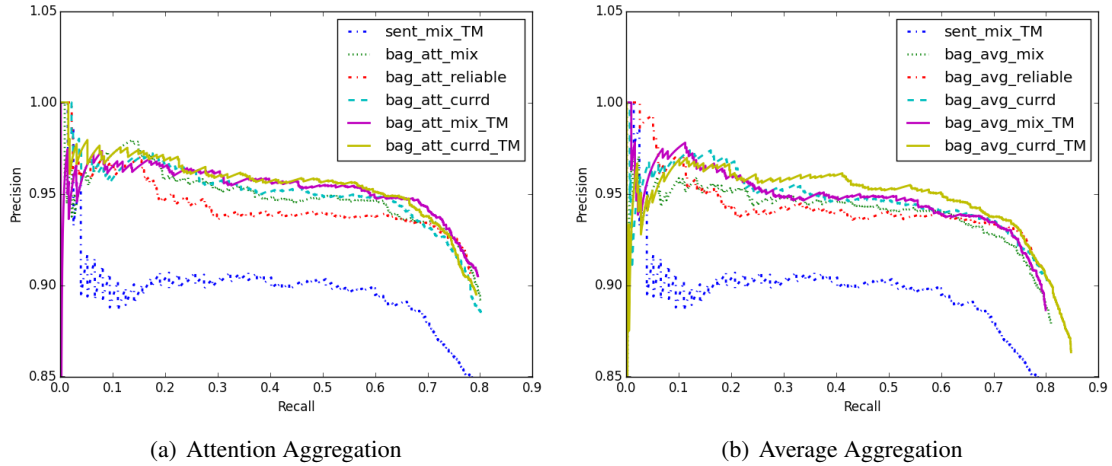 1.05
1.00
0.95
0.90
0.85
Precision
sent_mix_TM
bag_att_mix
bag_att_reliable
bag_att_currd
bag_att_mix_TM
bag_att_currd_TM
0.0 0.1 0.2 0.3 0.4 0.5 0.6 0.7 0.8 0.9
Recall
(a) Attention Aggregation
1.05
1.00
0.95
0.90
0.85
Precision
sent_mix_TM
bag_avg_mix
bag_avg_reliable
bag_avg_currd
bag_avg_mix_TM
bag_avg_currd_TM
0.0 0.1 0.2 0.3 0.4 0.5 0.6 0.7 0.8 0.9
Recall
(b) Average Aggregation